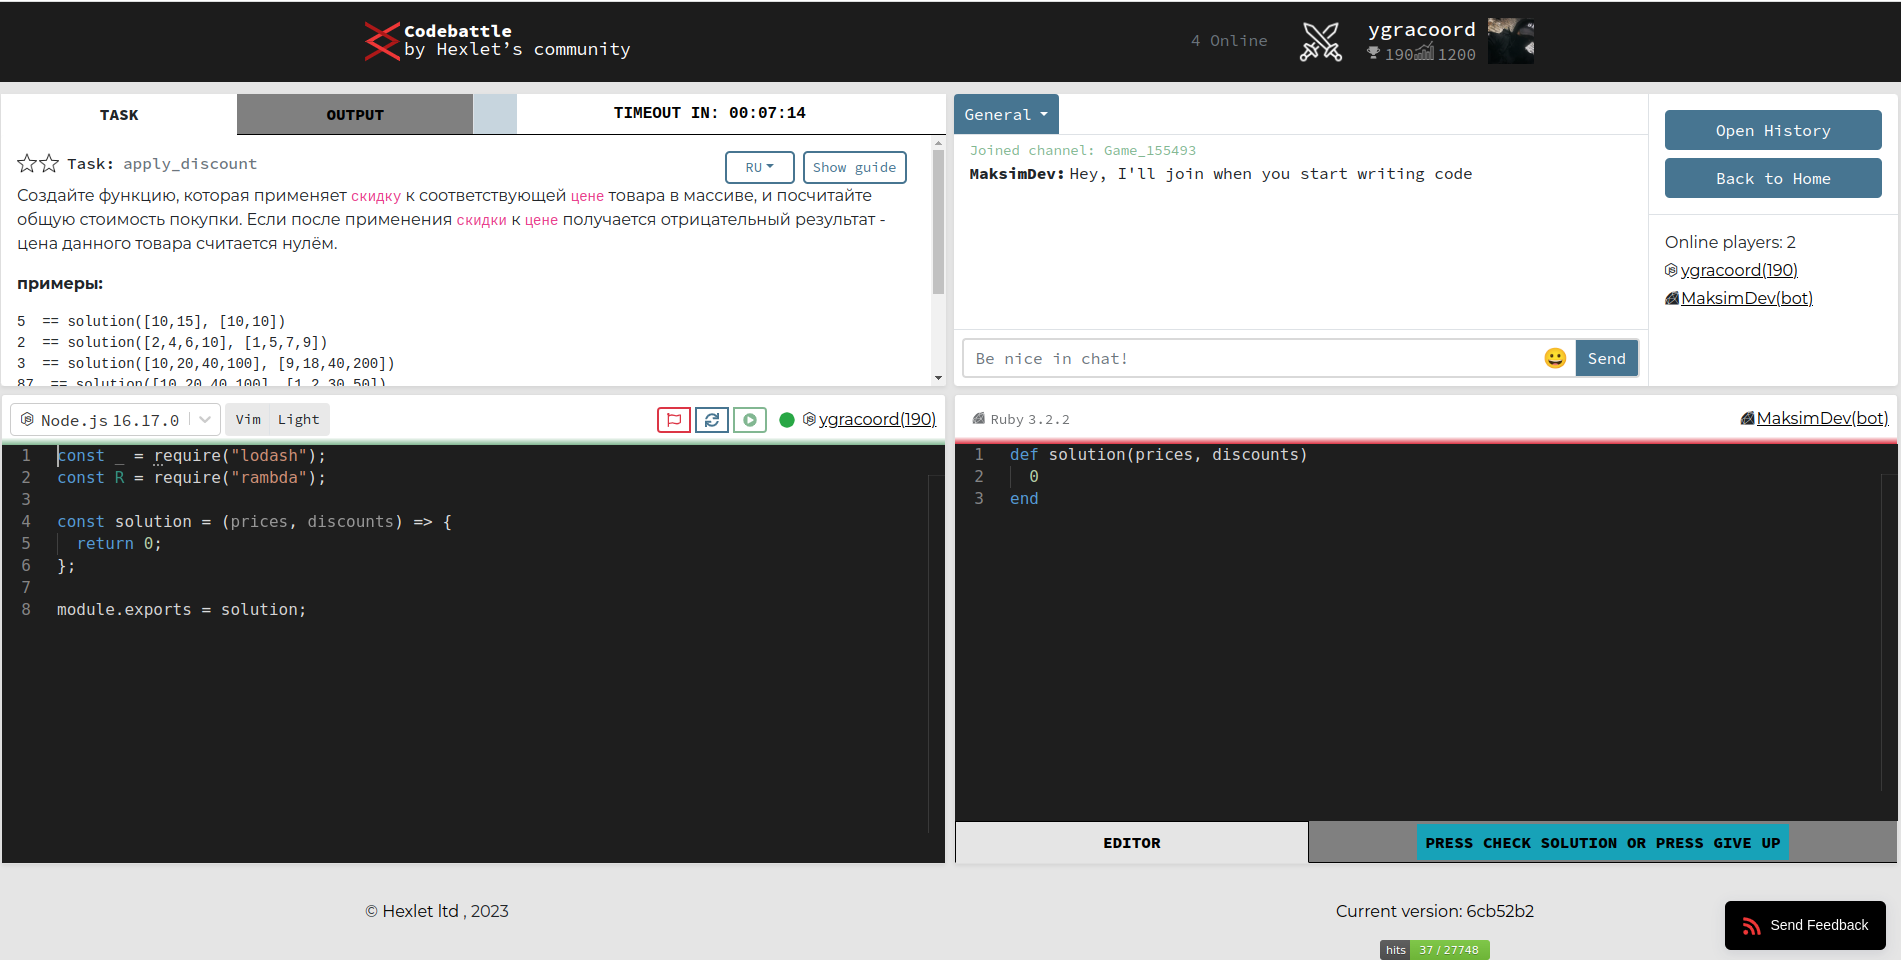 Codebattle
by Hexlet’s community
4 Online
ygracoord
190 1200
TASK
OUTPUT
TIMEOUT IN: 00:07:14
Task: apply_discount
RU
Show guide
Создайте функцию, которая применяет скидку к соответствующей цене товара в массиве, и посчитайте
общую стоимость покупки. Если после применения скидки к цене получается отрицательный результат -
цена данного товара считается нулём.
примеры:
5  == solution([10,15], [10,10])
2  == solution([2,4,6,10], [1,5,7,9])
3  == solution([10,20,40,100], [9,18,40,200])
87  == solution([10,20,40,100], [1,2,30,50])
General
Joined channel: Game_155493
MaksimDev: Hey, I'll join when you start writing code
Be nice in chat!
Send
Open History
Back to Home
Online players: 2
ygracoord(190)
MaksimDev(bot)
Node.js 16.17.0
Vim
Light
ygracoord(190)
1 const _ = require("lodash");
2 const R = require("rambda");
3
4 const solution = (prices, discounts) => {
5   return 0;
6 };
7
8 module.exports = solution;
Ruby 3.2.2
MaksimDev(bot)
1 def solution(prices, discounts)
2   0
3 end
EDITOR
PRESS CHECK SOLUTION OR PRESS GIVE UP
© Hexlet ltd , 2023
Current version: 6cb52b2
hits 37 / 27748
Send Feedback